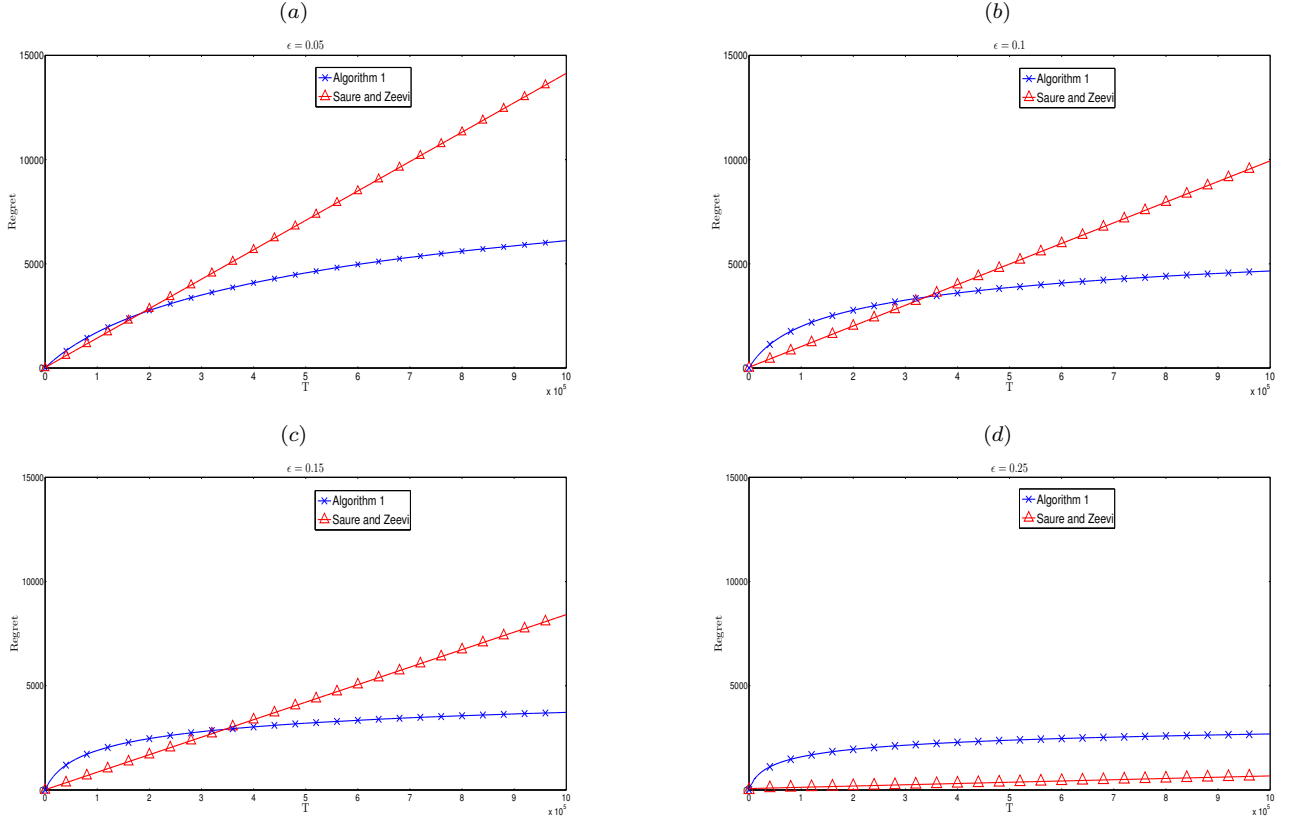 (a)
ϵ = 0.05
15000
10000
5000
0
Regret
Algorithm 1
Saure and Zeevi
0 1 2 3 4 5 6 7 8 9 10
T
x 10^5
(b)
ϵ = 0.1
15000
10000
5000
0
Regret
Algorithm 1
Saure and Zeevi
0 1 2 3 4 5 6 7 8 9 10
T
x 10^5
(c)
ϵ = 0.15
15000
10000
5000
0
Regret
Algorithm 1
Saure and Zeevi
0 1 2 3 4 5 6 7 8 9 10
T
x 10^5
(d)
ϵ = 0.25
15000
10000
5000
0
Regret
Algorithm 1
Saure and Zeevi
0 1 2 3 4 5 6 7 8 9 10
T
x 10^5